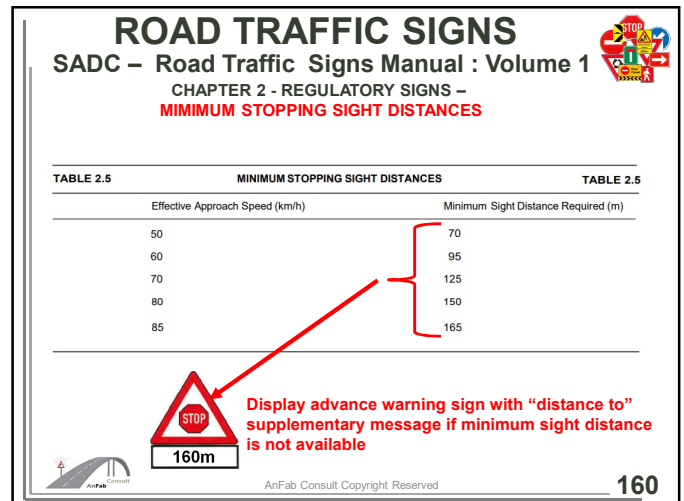 ROAD TRAFFIC SIGNS
SADC – Road Traffic Signs Manual : Volume 1
CHAPTER 2 - REGULATORY SIGNS –
MIMIMUM STOPPING SIGHT DISTANCES
STOP
TABLE 2.5 MINIMUM STOPPING SIGHT DISTANCES TABLE 2.5
Effective Approach Speed (km/h) Minimum Sight Distance Required (m)
50 70
60 95
70 125
80 150
85 165
STOP
160m
Display advance warning sign with “distance to”
supplementary message if minimum sight distance
is not available
AnFab Consult
AnFab Consult Copyright Reserved
160